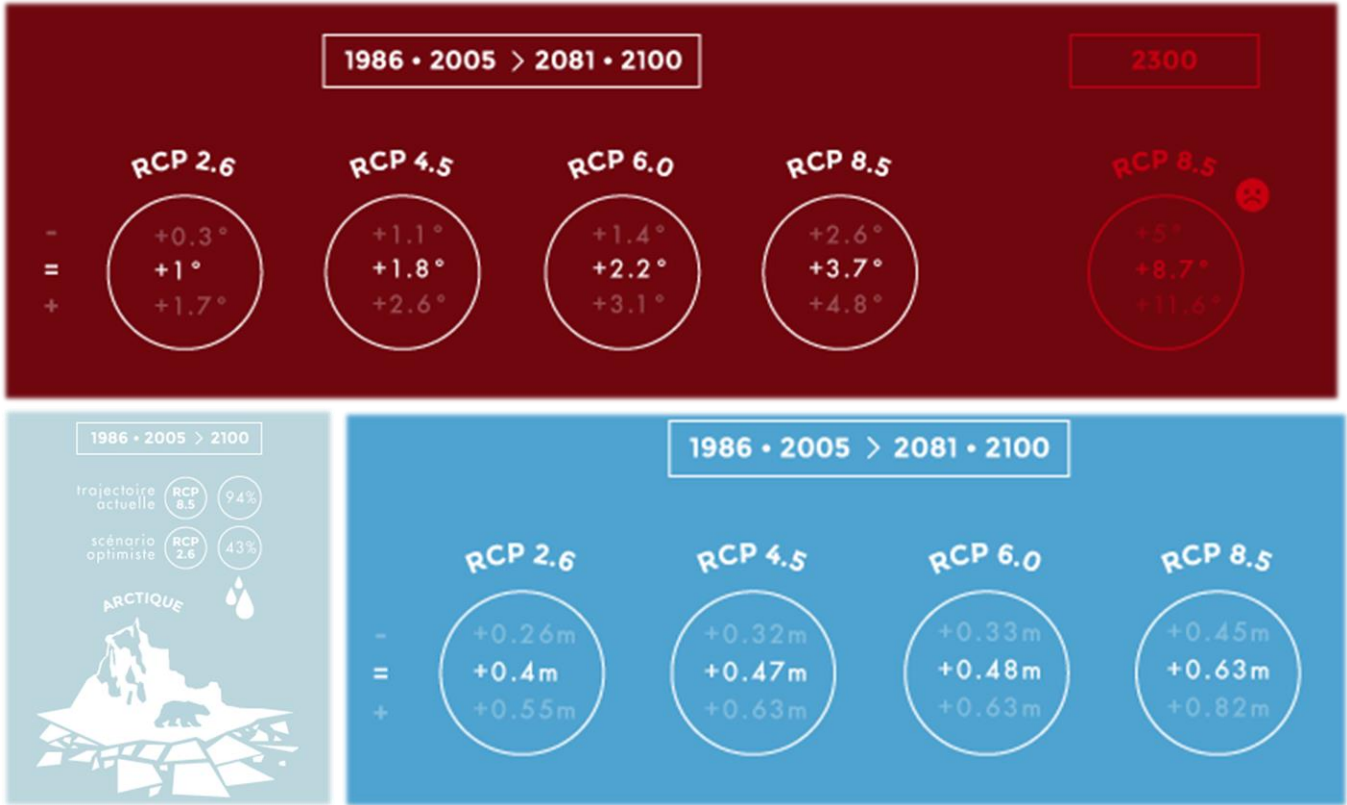 1986 • 2005 > 2081 • 2100
2300
RCP 2.6
RCP 4.5
RCP 6.0
RCP 8.5
RCP 8.5
- +0.3° +1.1° +1.4° +2.6° +5°
= +1° +1.8° +2.2° +3.7° +8.7°
+ +1.7° +2.6° +3.1° +4.8° +11.6°
1986 • 2005 > 2100
trajectoire
actuelle
RCP
8.5
94%
scénario
optimiste
RCP
2.6
43%
ARCTIQUE
1986 • 2005 > 2081 • 2100
RCP 2.6
RCP 4.5
RCP 6.0
RCP 8.5
- +0.26m +0.32m +0.33m +0.45m
= +0.4m +0.47m +0.48m +0.63m
+ +0.55m +0.63m +0.63m +0.82m